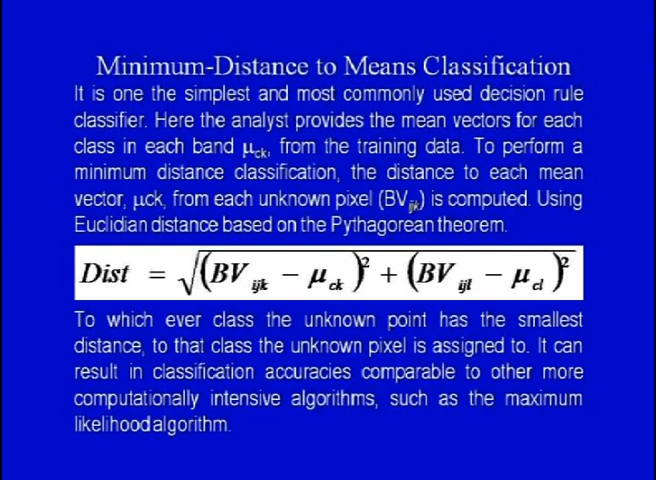 Minimum-Distance to Means Classification
It is one the simplest and most commonly used decision rule
classifier. Here the analyst provides the mean vectors for each
class in each band μck, from the training data. To perform a
minimum distance classification, the distance to each mean
vector, μck, from each unknown pixel (BVijk) is computed. Using
Euclidian distance based on the Pythagorean theorem.
Dist = √(BVijk − μck)² + (BVijl − μcl)²
To which ever class the unknown point has the smallest
distance, to that class the unknown pixel is assigned to. It can
result in classification accuracies comparable to other more
computationally intensive algorithms, such as the maximum
likelihood algorithm.